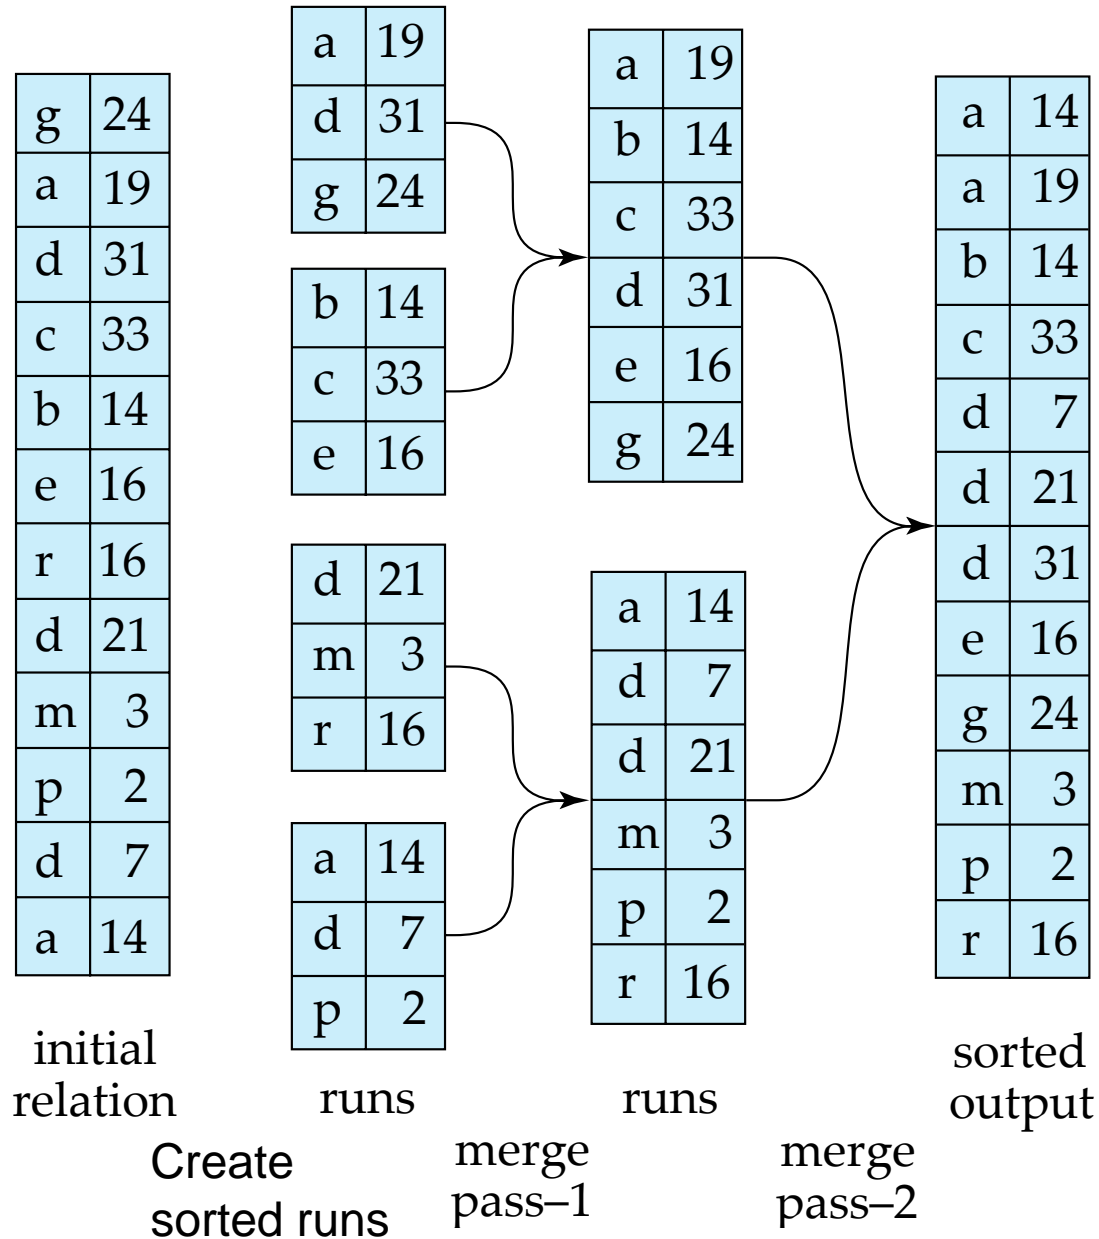 g 24
a 19
d 31
c 33
b 14
e 16
r 16
d 21
m 3
p 2
d 7
a 14
initial
relation
a 19
d 31
g 24
b 14
c 33
e 16
d 21
m 3
r 16
a 14
d 7
p 2
runs
Create
sorted runs
a 19
b 14
c 33
d 31
e 16
g 24
a 14
d 7
d 21
m 3
p 2
r 16
runs
merge
pass–1
a 14
a 19
b 14
c 33
d 7
d 21
d 31
e 16
g 24
m 3
p 2
r 16
sorted
output
merge
pass–2